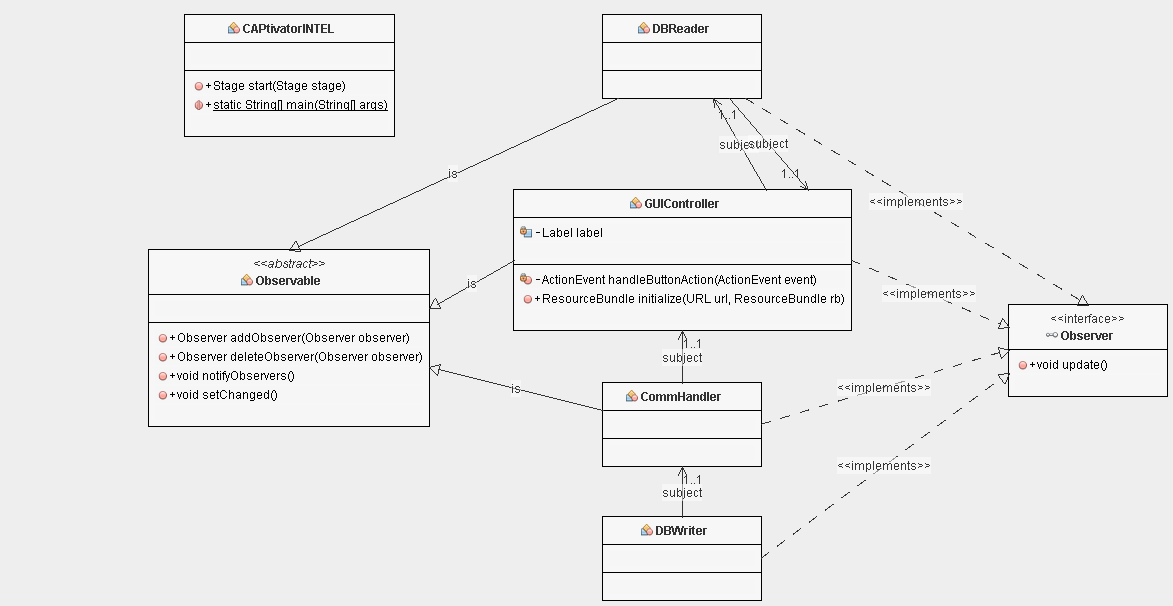 CAPtivatorINTEL
+Stage start(Stage stage)
+static String[] main(String[] args)
DBReader
1..1
subject
subject
1..1
is
<<implements>>
GUIController
-Label label
-ActionEvent handleButtonAction(ActionEvent event)
+ResourceBundle initialize(URL url, ResourceBundle rb)
<<abstract>>
Observable
+Observer addObserver(Observer observer)
+Observer deleteObserver(Observer observer)
+void notifyObservers()
+void setChanged()
is
<<implements>>
<<interface>>
Observer
+void update()
1..1
subject
is
CommHandler
<<implements>>
<<implements>>
1..1
subject
DBWriter